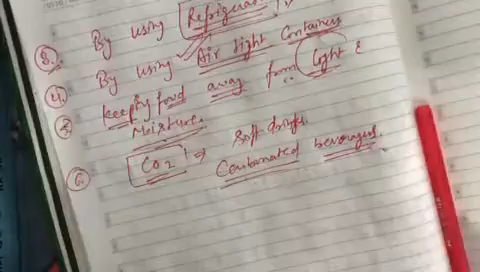 3. By using Refrigera
4. By using Air tight Containers
5. keeping food away from light &
Moisture.
6. CO2 ⇒ Soft drinks.
Carbonated beverages.